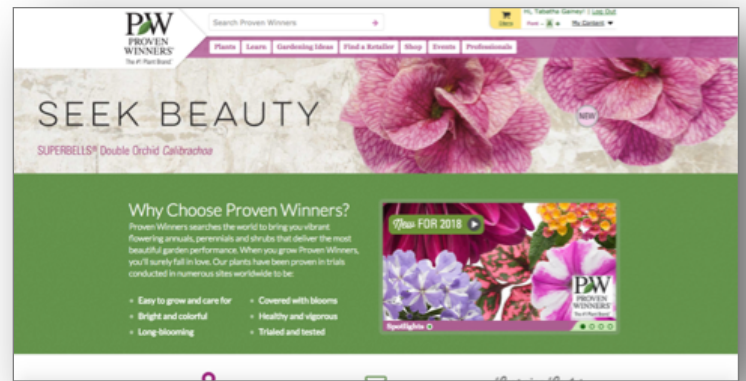 PW
PROVEN
WINNERS®
The #1 Plant Brand
Search Proven Winners
Hi, Tabatha Gamey! | Log Out
Font - A +
My Content
Plants
Learn
Gardening Ideas
Find a Retailer
Shop
Events
Professionals
SEEK BEAUTY
SUPERBELLS® Double Orchid Calibrachoa
NEW
Why Choose Proven Winners?
Proven Winners searches the world to bring you vibrant
flowering annuals, perennials and shrubs that deliver the most
beautiful garden performance. When you grow Proven Winners,
you'll surely fall in love. Our plants have been proven in trials
conducted in numerous sites worldwide to be:
Easy to grow and care for
Bright and colorful
Long-blooming
Covered with blooms
Healthy and vigorous
Trialed and tested
New FOR 2018
PW
PROVEN
WINNERS
The #1 Plant Brand
Spotlights